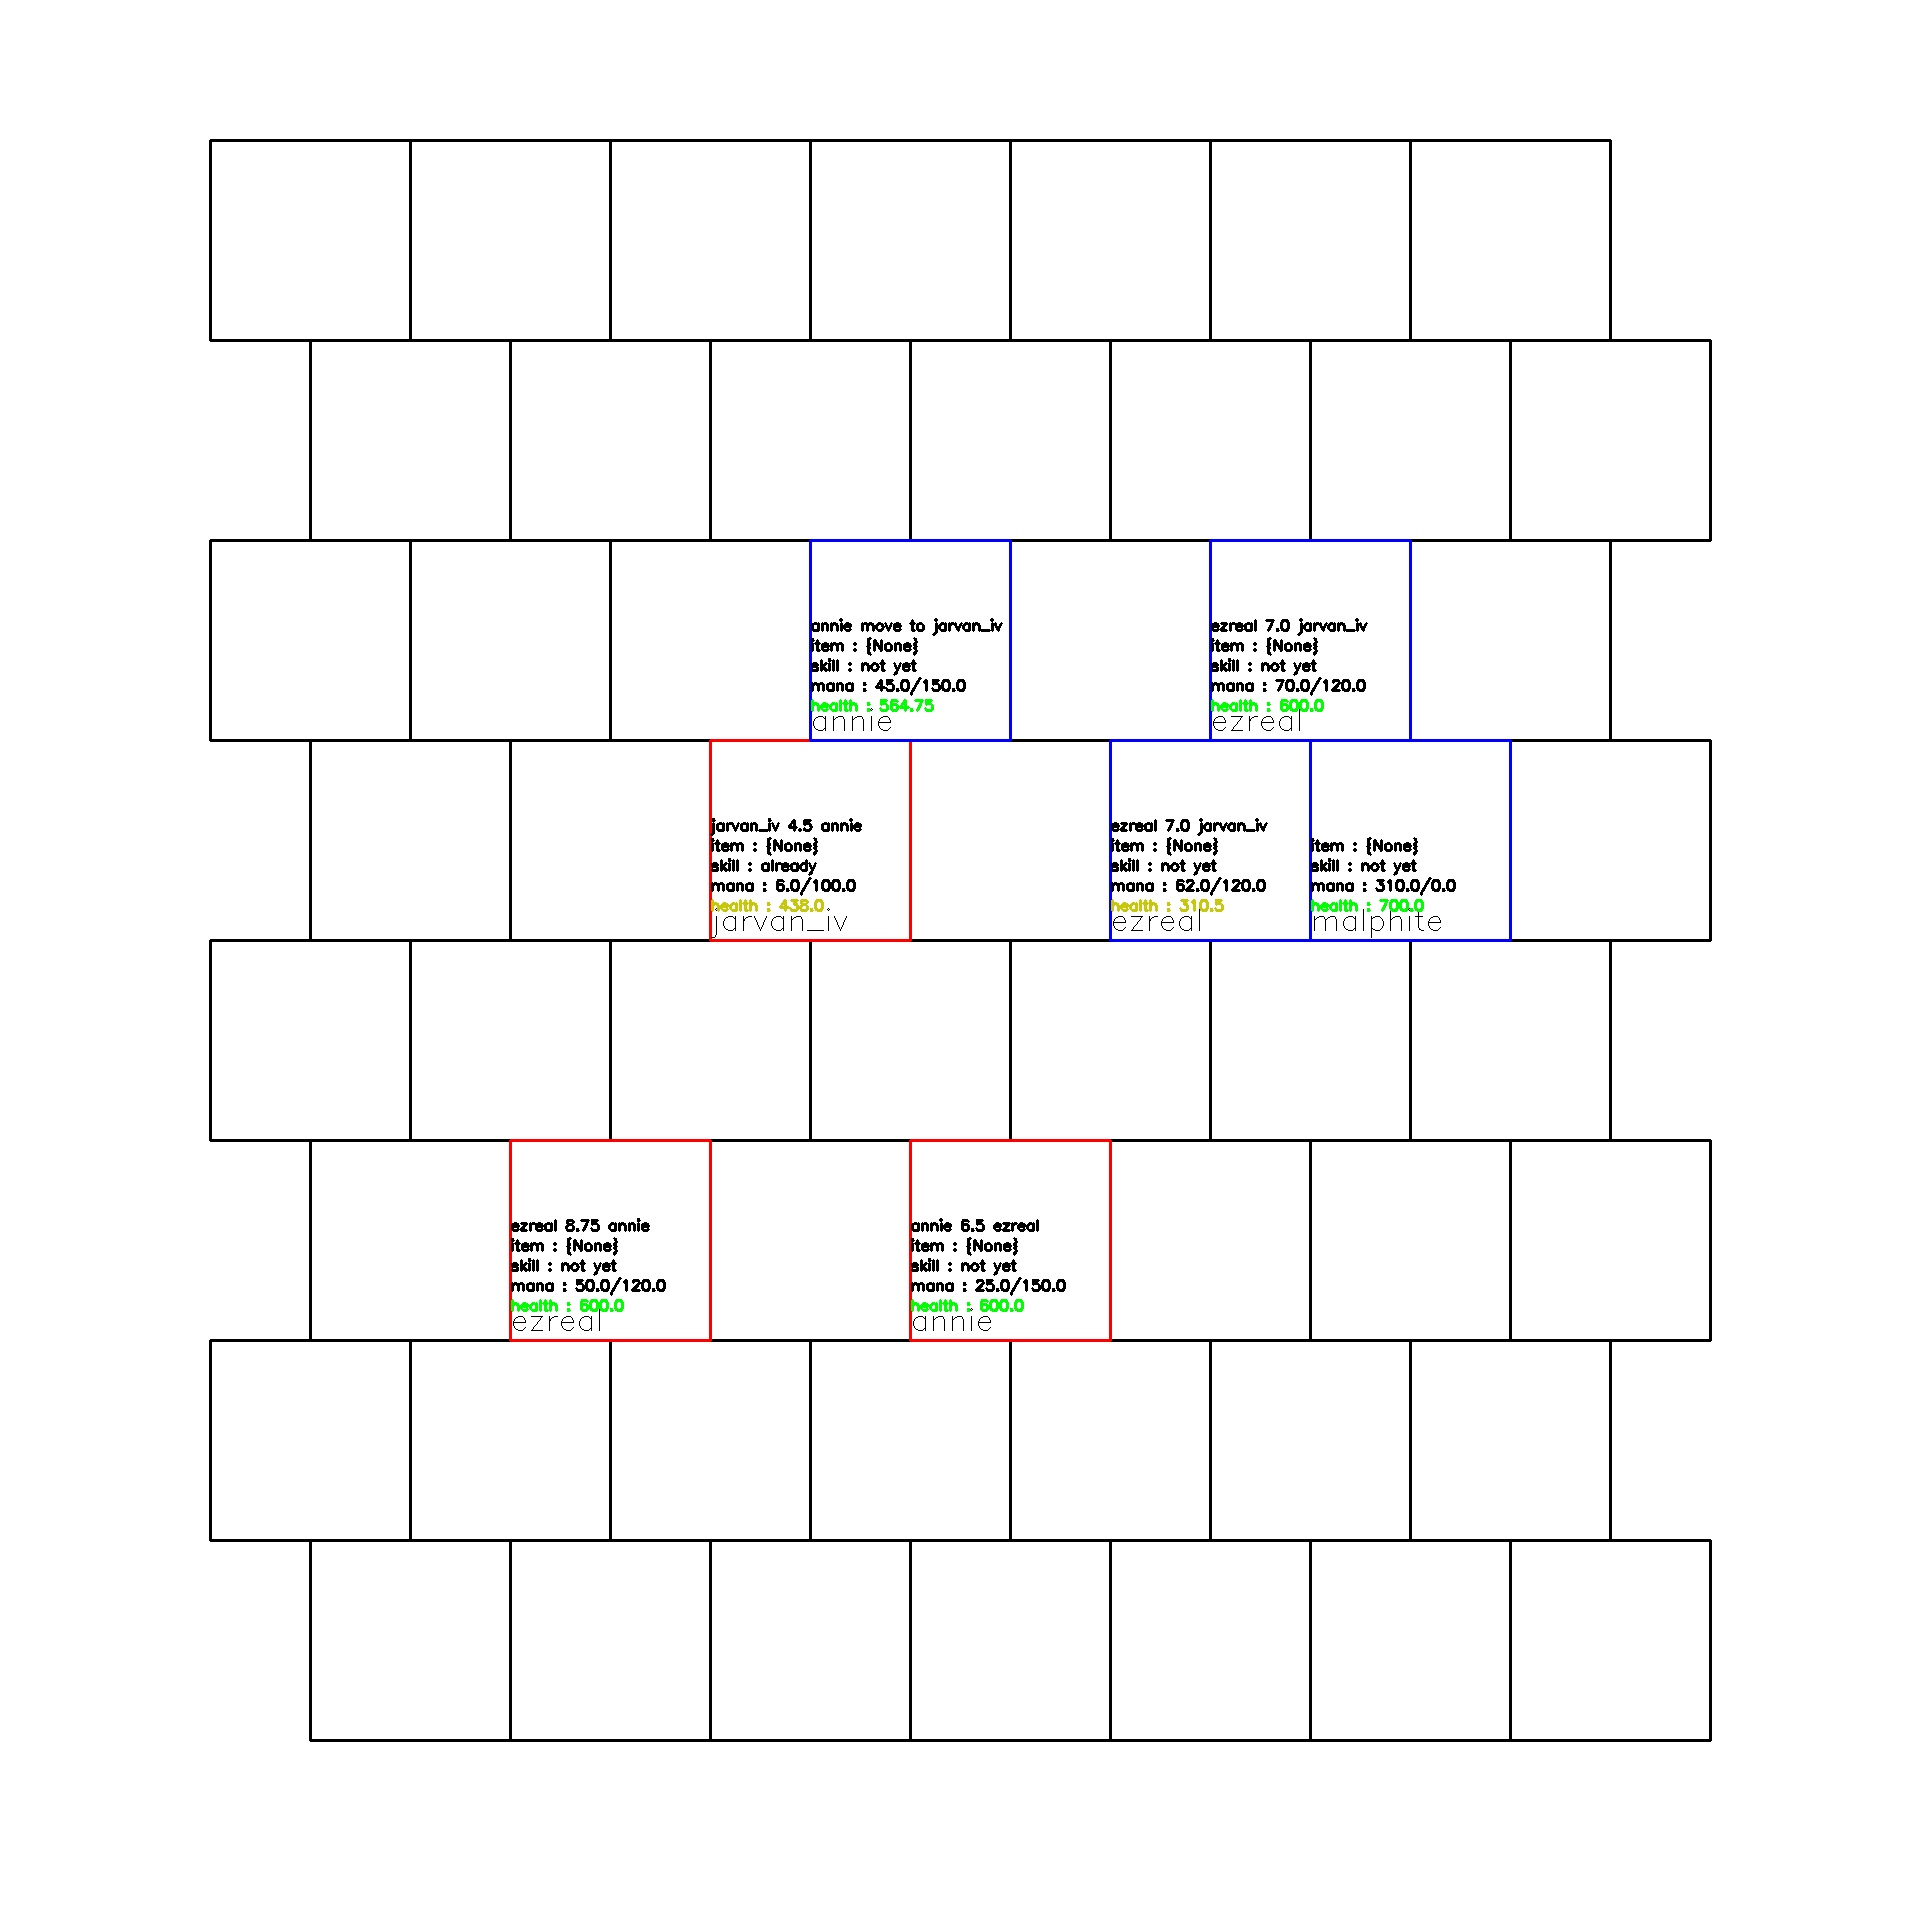 annie move to jarvan_iv
item : {None}
skill : not yet
mana : 45.0/150.0
health : 564.75
annie
ezreal 7.0 jarvan_iv
item : {None}
skill : not yet
mana : 70.0/120.0
health : 600.0
ezreal
jarvan_iv 4.5 annie
item : {None}
skill : already
mana : 6.0/100.0
health : 438.0
jarvan_iv
ezreal 7.0 jarvan_iv
item : {None}
skill : not yet
mana : 62.0/120.0
health : 310.5
ezreal
item : {None}
skill : not yet
mana : 310.0/0.0
health : 700.0
malphite
ezreal 8.75 annie
item : {None}
skill : not yet
mana : 50.0/120.0
health : 600.0
ezreal
annie 6.5 ezreal
item : {None}
skill : not yet
mana : 25.0/150.0
health : 600.0
annie